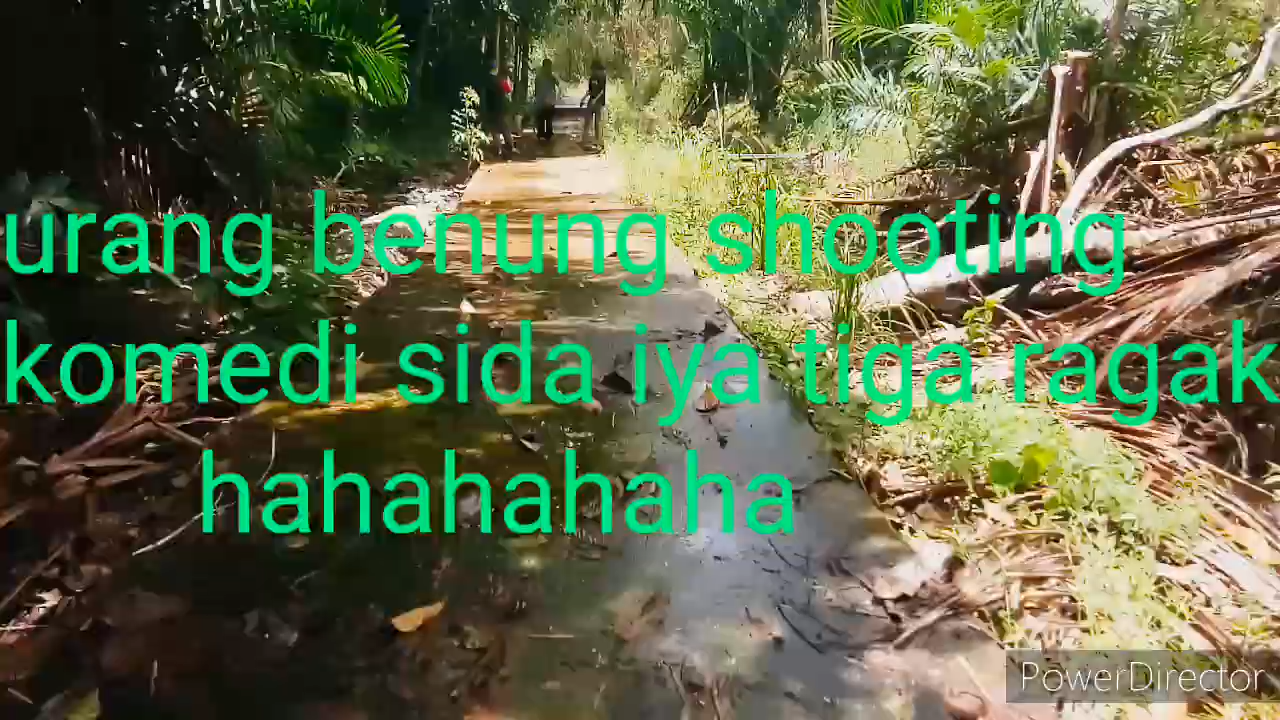 urang benung shooting
komedi sida iya tiga ragak
hahahahaha
PowerDirector